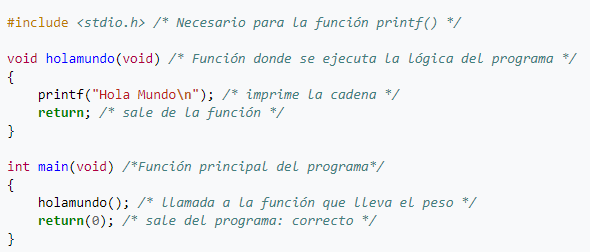 #include <stdio.h> /* Necesario para la función printf() */
void holamundo(void) /* Función donde se ejecuta la lógica del programa */
{
printf("Hola Mundo\n"); /* imprime la cadena */
return; /* sale de la función */
}
int main(void) /*Función principal del programa*/
{
holamundo(); /* llamada a la función que lleva el peso */
return(0); /* sale del programa: correcto */
}